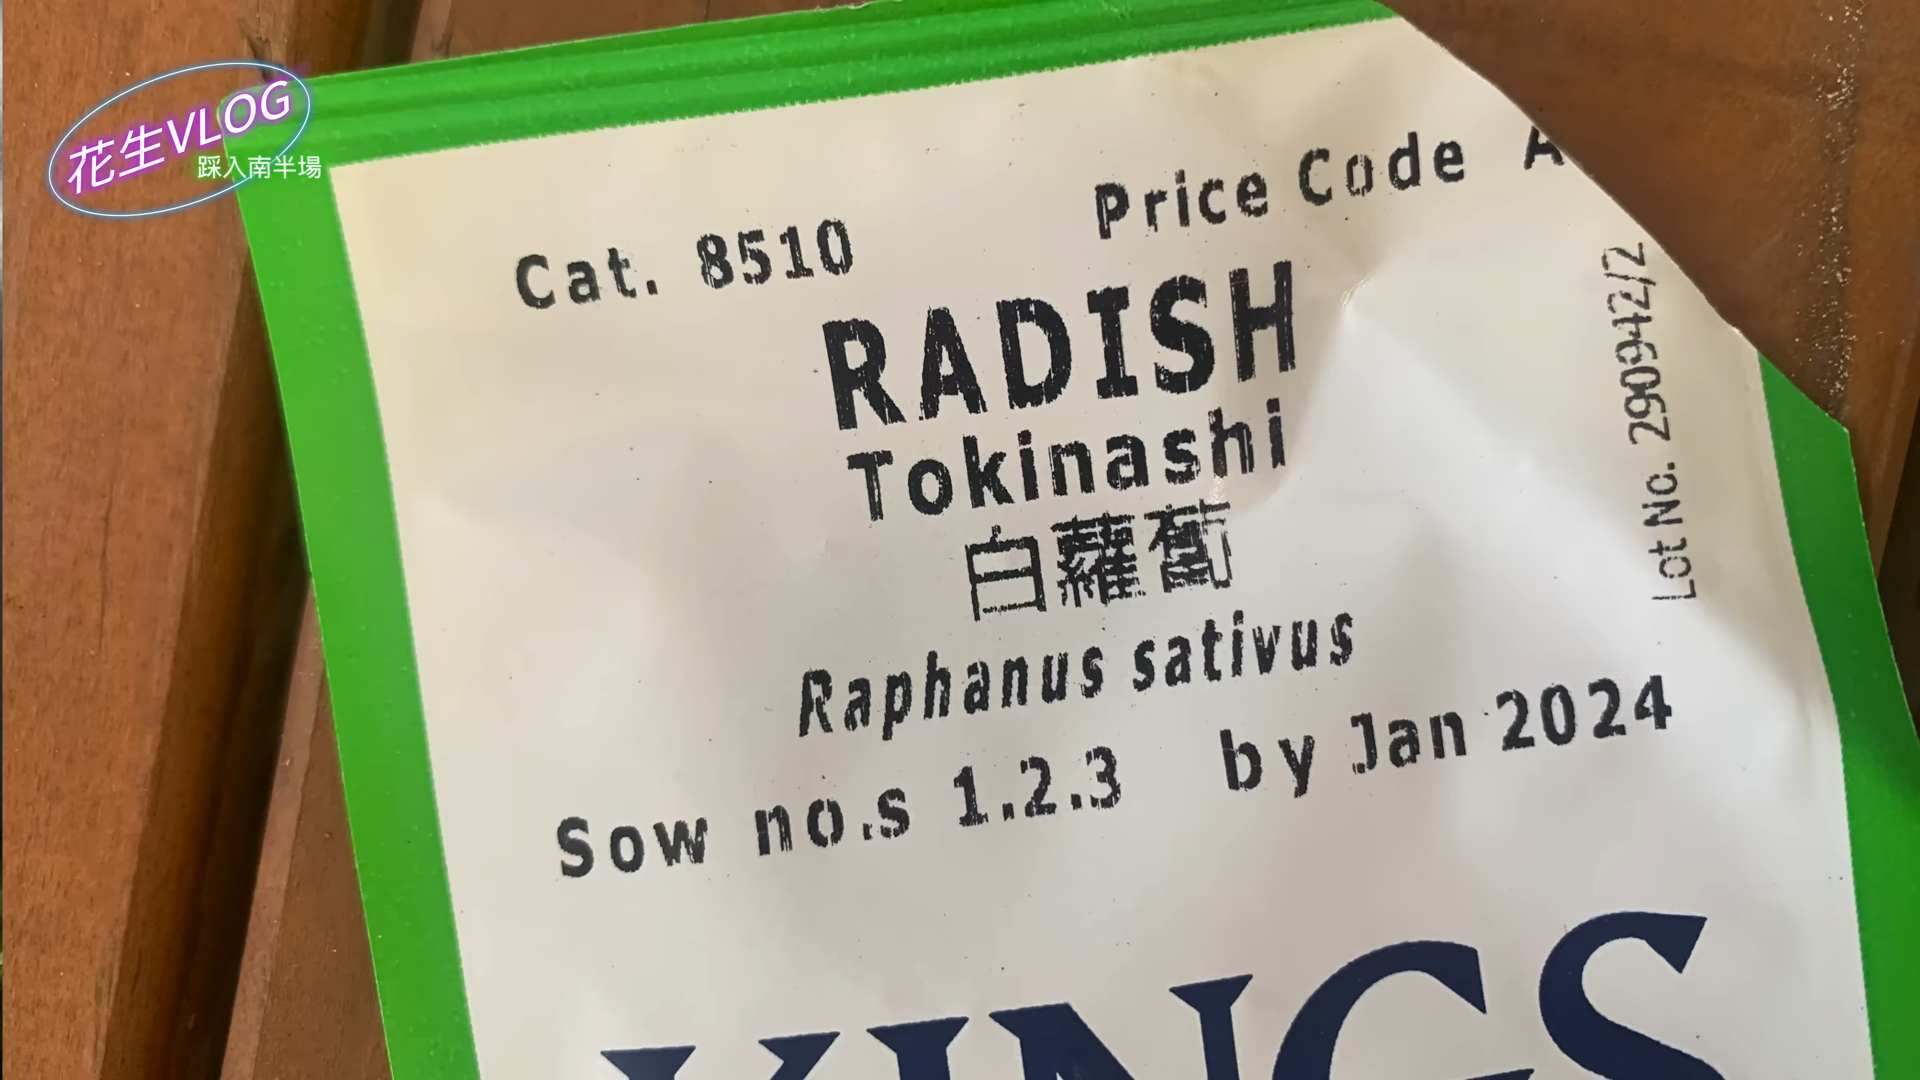 花生VLOG
踩入南半場
Price Code A
Cat. 8510
RADISH
Tokinashi
白蘿蔔
Raphanus sativus
Sow no.s 1.2.3 by Jan 2024
Lot No. 290942/2
KINGS